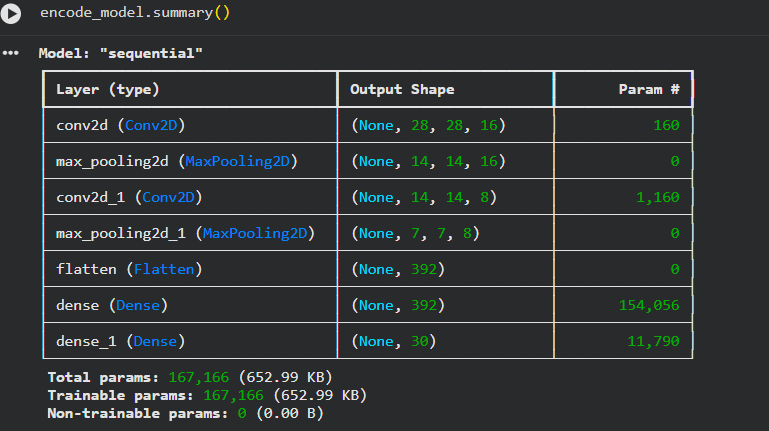 encode_model.summary()
Model: "sequential"
Layer (type) Output Shape Param #
conv2d (Conv2D) (None, 28, 28, 16) 160
max_pooling2d (MaxPooling2D) (None, 14, 14, 16) 0
conv2d_1 (Conv2D) (None, 14, 14, 8) 1,160
max_pooling2d_1 (MaxPooling2D) (None, 7, 7, 8) 0
flatten (Flatten) (None, 392) 0
dense (Dense) (None, 392) 154,056
dense_1 (Dense) (None, 30) 11,790
Total params: 167,166 (652.99 KB)
Trainable params: 167,166 (652.99 KB)
Non-trainable params: 0 (0.00 B)